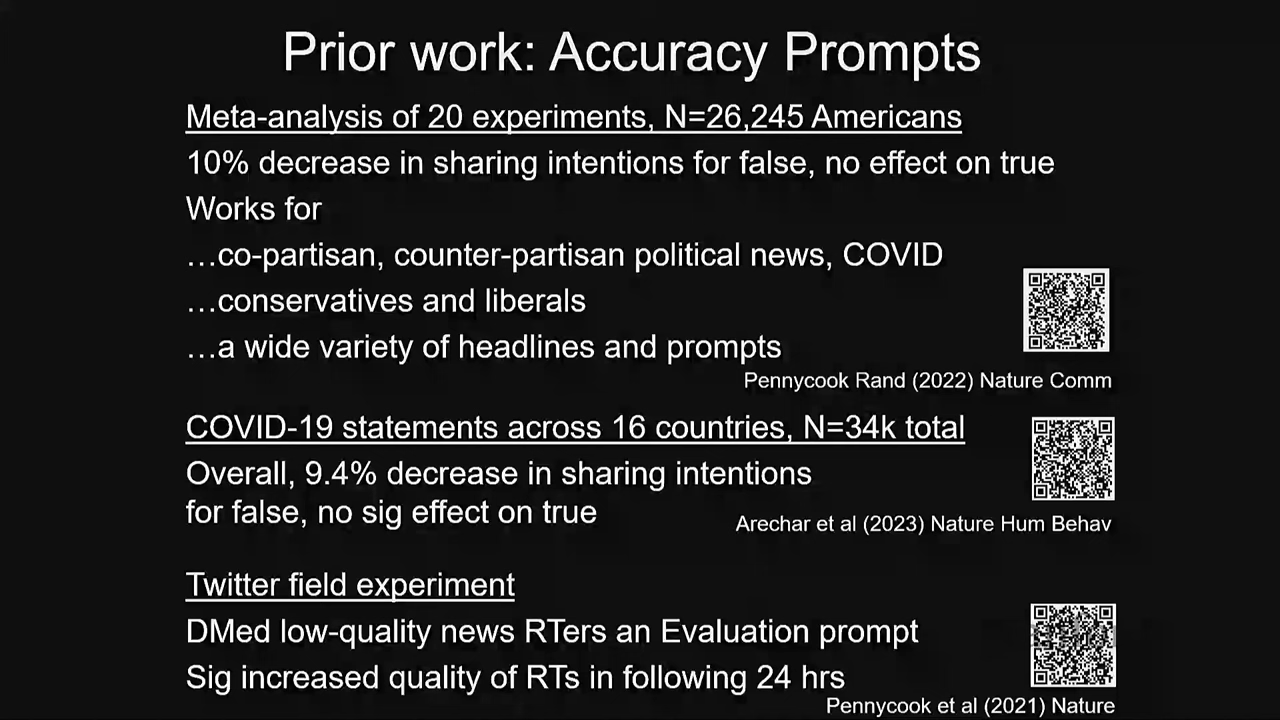 Prior work: Accuracy Prompts
Meta-analysis of 20 experiments, N=26,245 Americans
10% decrease in sharing intentions for false, no effect on true
Works for
…co-partisan, counter-partisan political news, COVID
…conservatives and liberals
…a wide variety of headlines and prompts
Pennycook Rand (2022) Nature Comm
COVID-19 statements across 16 countries, N=34k total
Overall, 9.4% decrease in sharing intentions
for false, no sig effect on true
Arechar et al (2023) Nature Hum Behav
Twitter field experiment
DMed low-quality news RTers an Evaluation prompt
Sig increased quality of RTs in following 24 hrs
Pennycook et al (2021) Nature